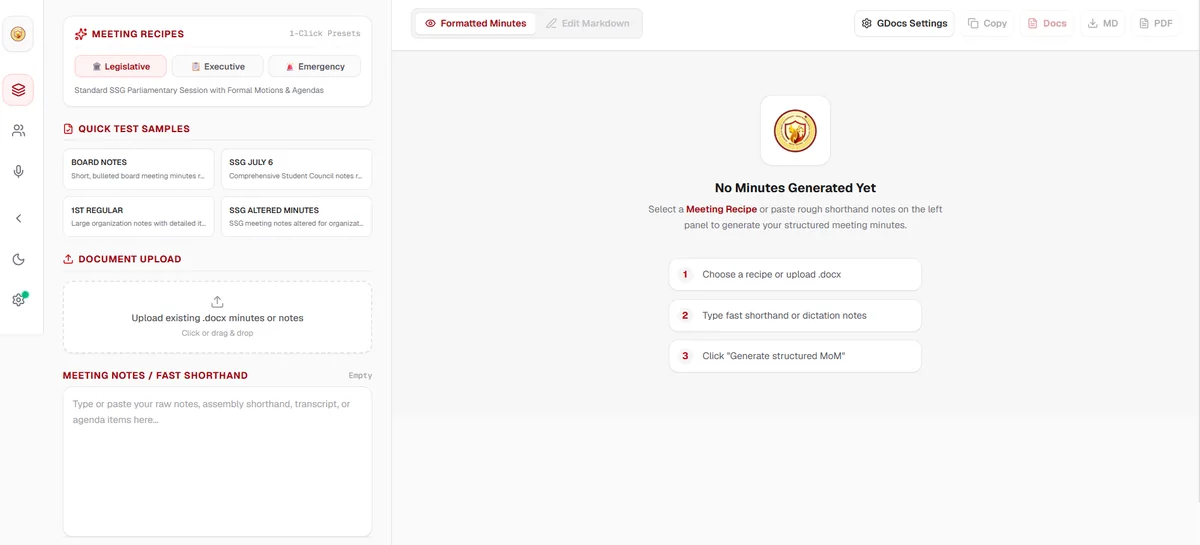 MEETING RECIPES
1-Click Presets
Legislative
Executive
Emergency
Standard SSG Parliamentary Session with Formal Motions & Agendas
QUICK TEST SAMPLES
BOARD NOTES
Short, bulleted board meeting minutes r...
SSG JULY 6
Comprehensive Student Council notes r...
1ST REGULAR
Large organization notes with detailed it...
SSG ALTERED MINUTES
SSG meeting notes altered for organizat...
DOCUMENT UPLOAD
Upload existing .docx minutes or notes
Click or drag & drop
MEETING NOTES / FAST SHORTHAND
Empty
Type or paste your raw notes, assembly shorthand, transcript, or
agenda items here...
Formatted Minutes
Edit Markdown
GDocs Settings
Copy
Docs
MD
PDF
No Minutes Generated Yet
Select a Meeting Recipe or paste rough shorthand notes on the left
panel to generate your structured meeting minutes.
1 Choose a recipe or upload .docx
2 Type fast shorthand or dictation notes
3 Click "Generate structured MoM"